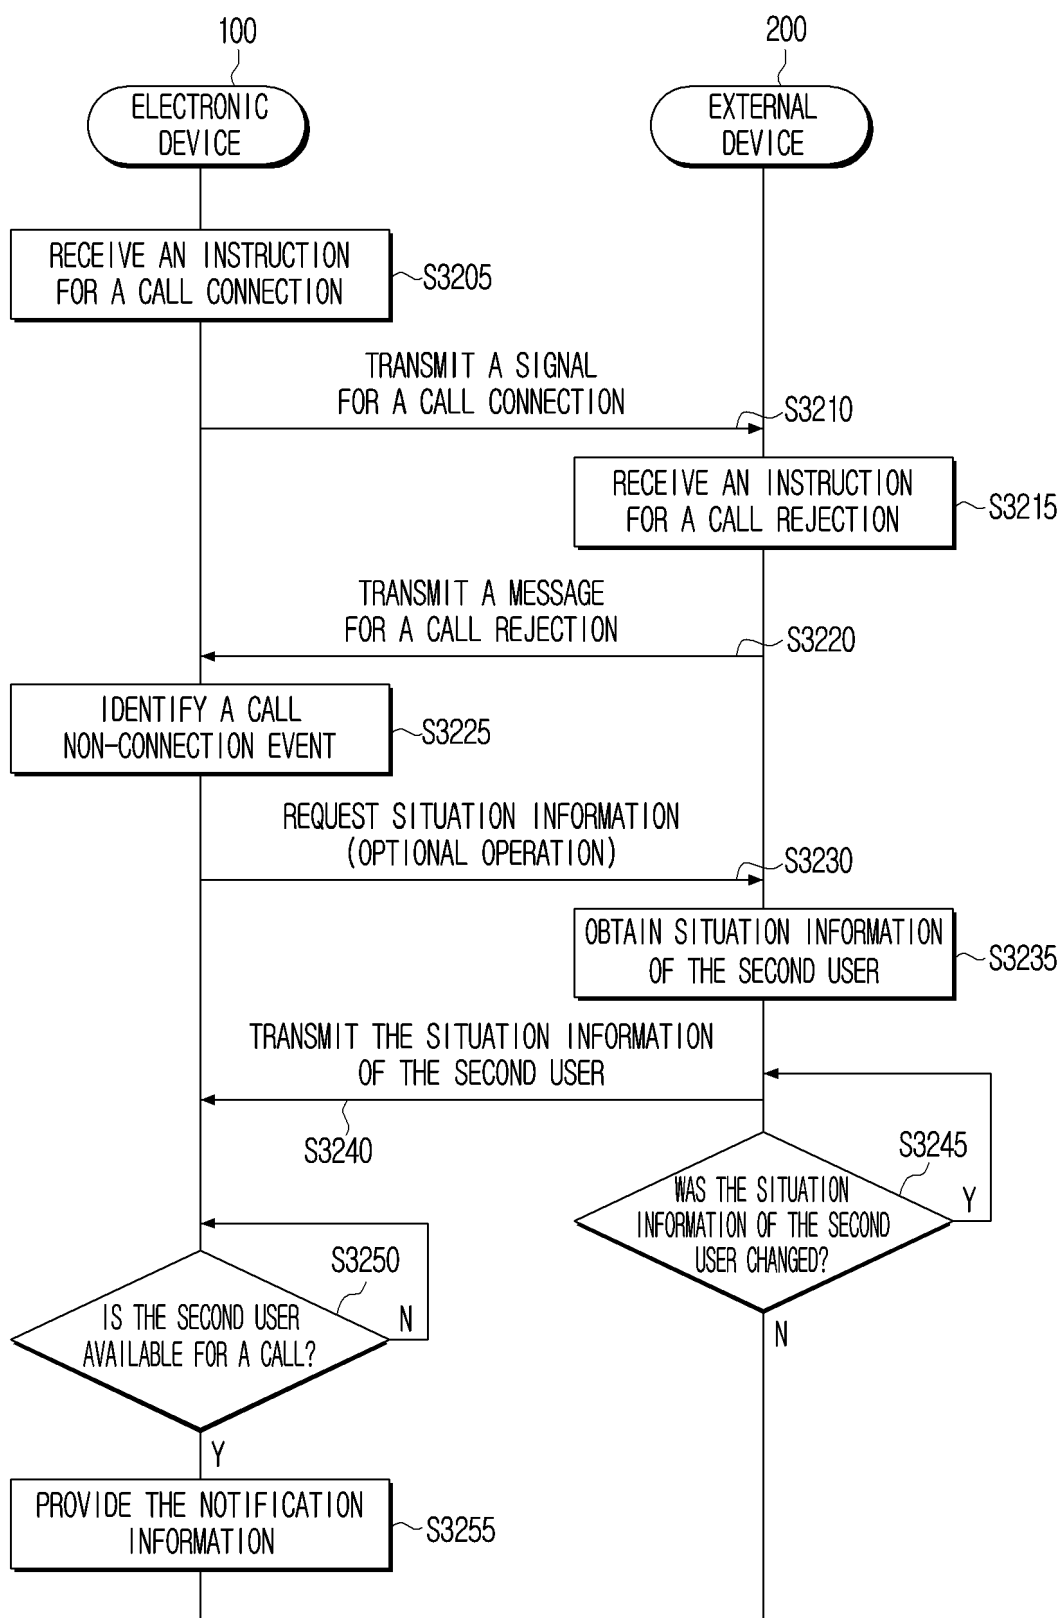 100
200
ELECTRONIC
DEVICE
EXTERNAL
DEVICE
RECEIVE AN INSTRUCTION
FOR A CALL CONNECTION
S3205
TRANSMIT A SIGNAL
FOR A CALL CONNECTION
S3210
RECEIVE AN INSTRUCTION
FOR A CALL REJECTION
S3215
TRANSMIT A MESSAGE
FOR A CALL REJECTION
S3220
IDENTIFY A CALL
NON-CONNECTION EVENT
S3225
REQUEST SITUATION INFORMATION
(OPTIONAL OPERATION)
S3230
OBTAIN SITUATION INFORMATION
OF THE SECOND USER
S3235
TRANSMIT THE SITUATION INFORMATION
OF THE SECOND USER
S3240
S3245
WAS THE SITUATION
INFORMATION OF THE SECOND
USER CHANGED?
Y
N
S3250
IS THE SECOND USER
AVAILABLE FOR A CALL?
N
Y
PROVIDE THE NOTIFICATION
INFORMATION
S3255